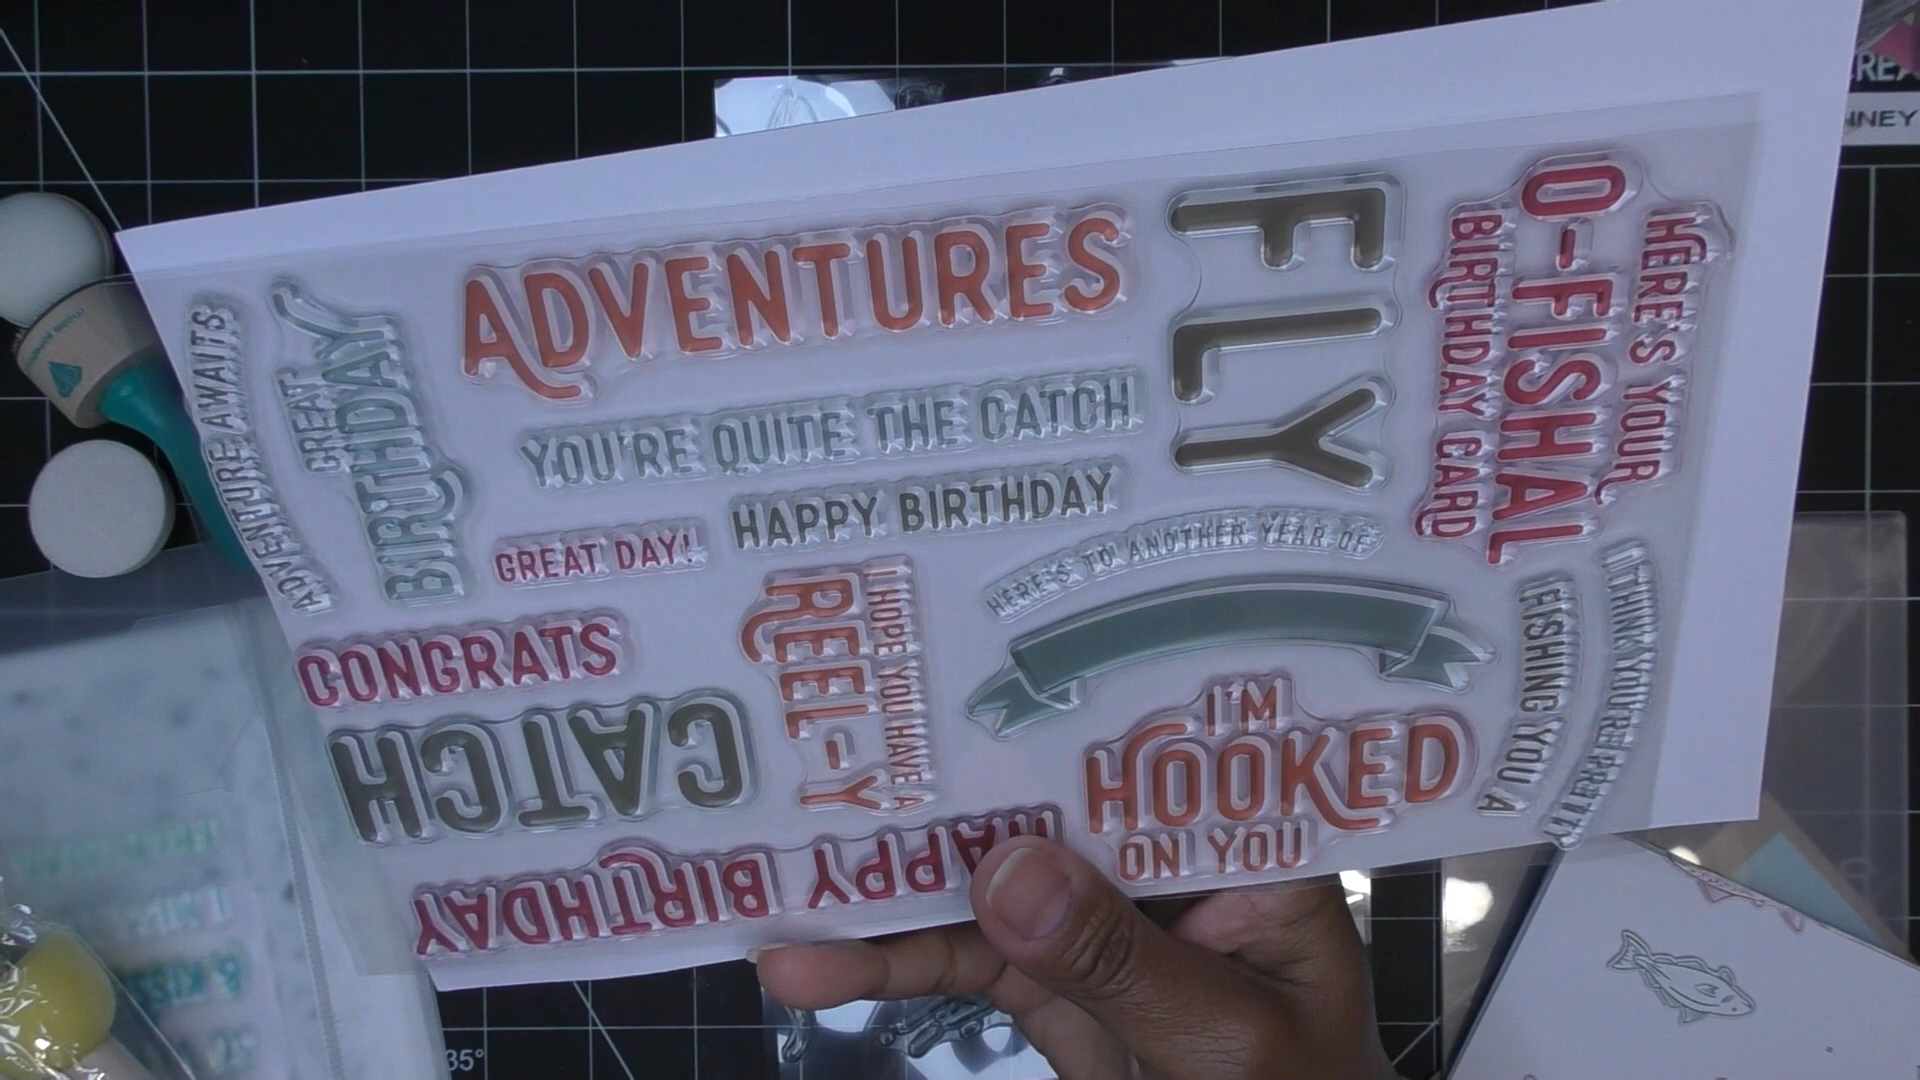 ADVENTURE AWAITS
GREAT
BIRTHDAY
ADVENTURES
YOU'RE QUITE THE CATCH
HAPPY BIRTHDAY
GREAT DAY!
CONGRATS
CATCH
HAPPY BIRTHDAY
I HOPE YOU HAVE A
REEL-Y
HERE'S TO ANOTHER YEAR OF
I'M
HOOKED
ON YOU
FLY
HERE'S YOUR
O-FISHAL
BIRTHDAY CARD
I THINK YOU'RE PRETTY
FISHING YOU A
NNEY
35°